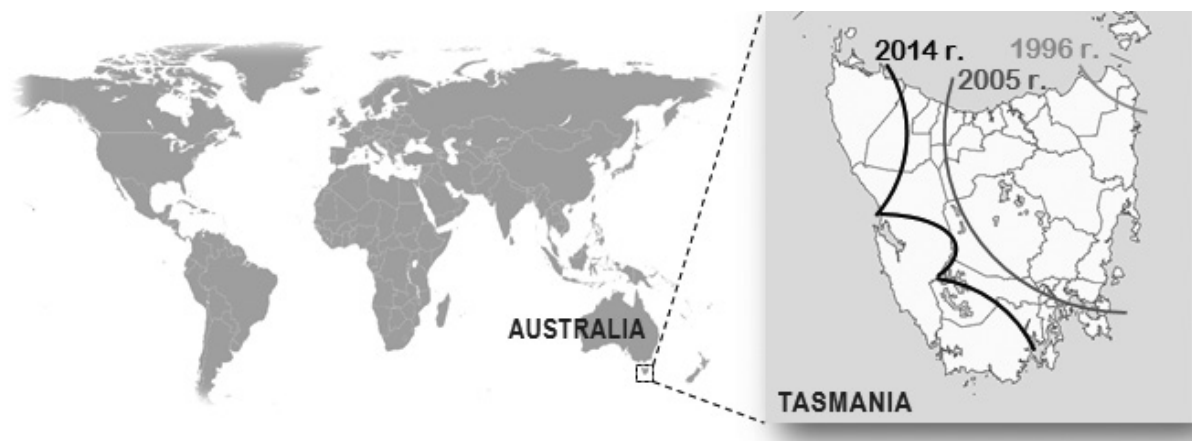 2014 г.
1996 г.
2005 г.
AUSTRALIA
TASMANIA